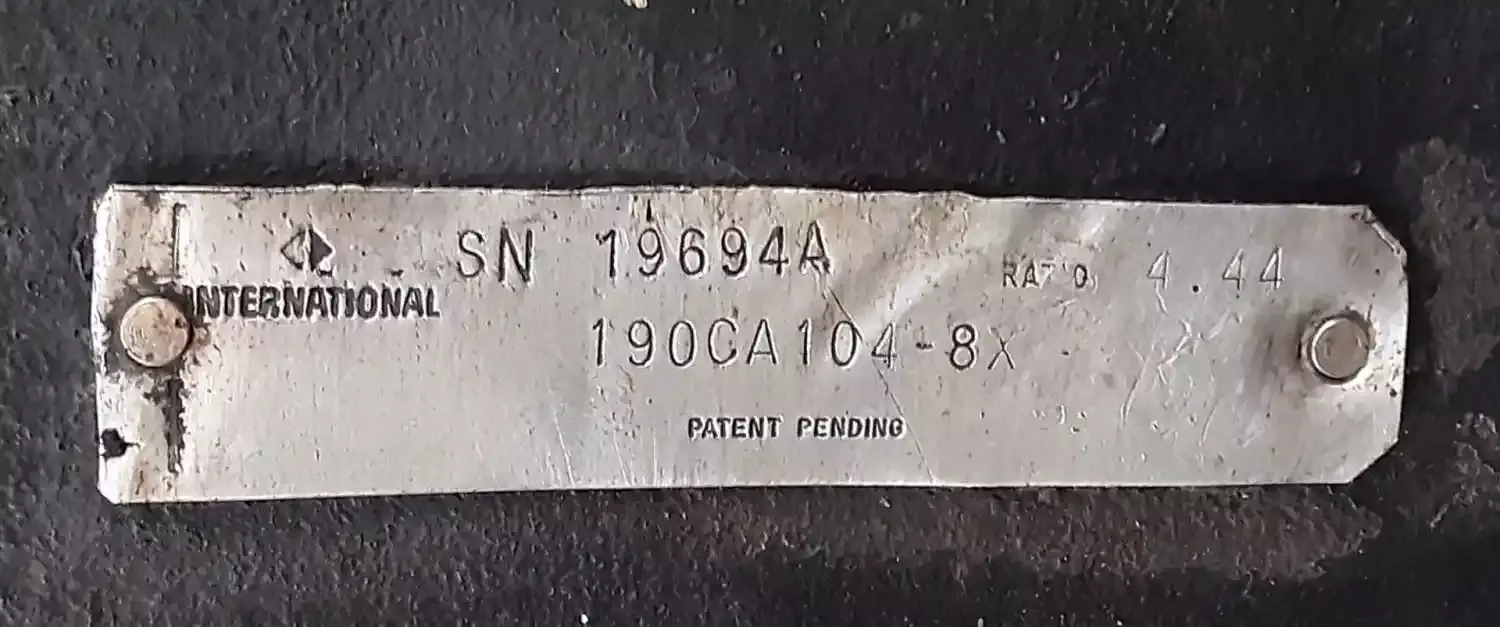 SN 19694A RATIO 4.44
INTERNATIONAL
190CA104-8X
PATENT PENDING